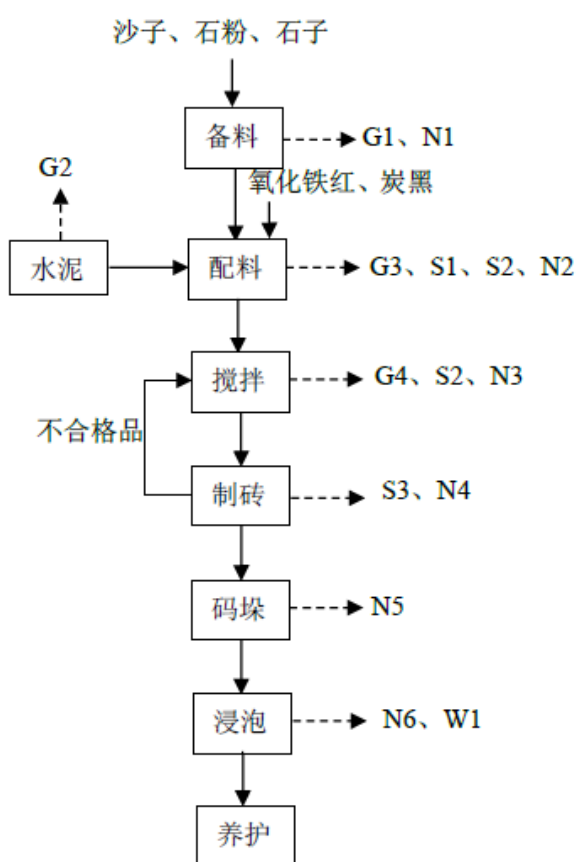 沙子、石粉、石子
备料
G1、N1
G2
氧化铁红、炭黑
水泥
配料
G3、S1、S2、N2
搅拌
G4、S2、N3
不合格品
制砖
S3、N4
码垛
N5
浸泡
N6、W1
养护